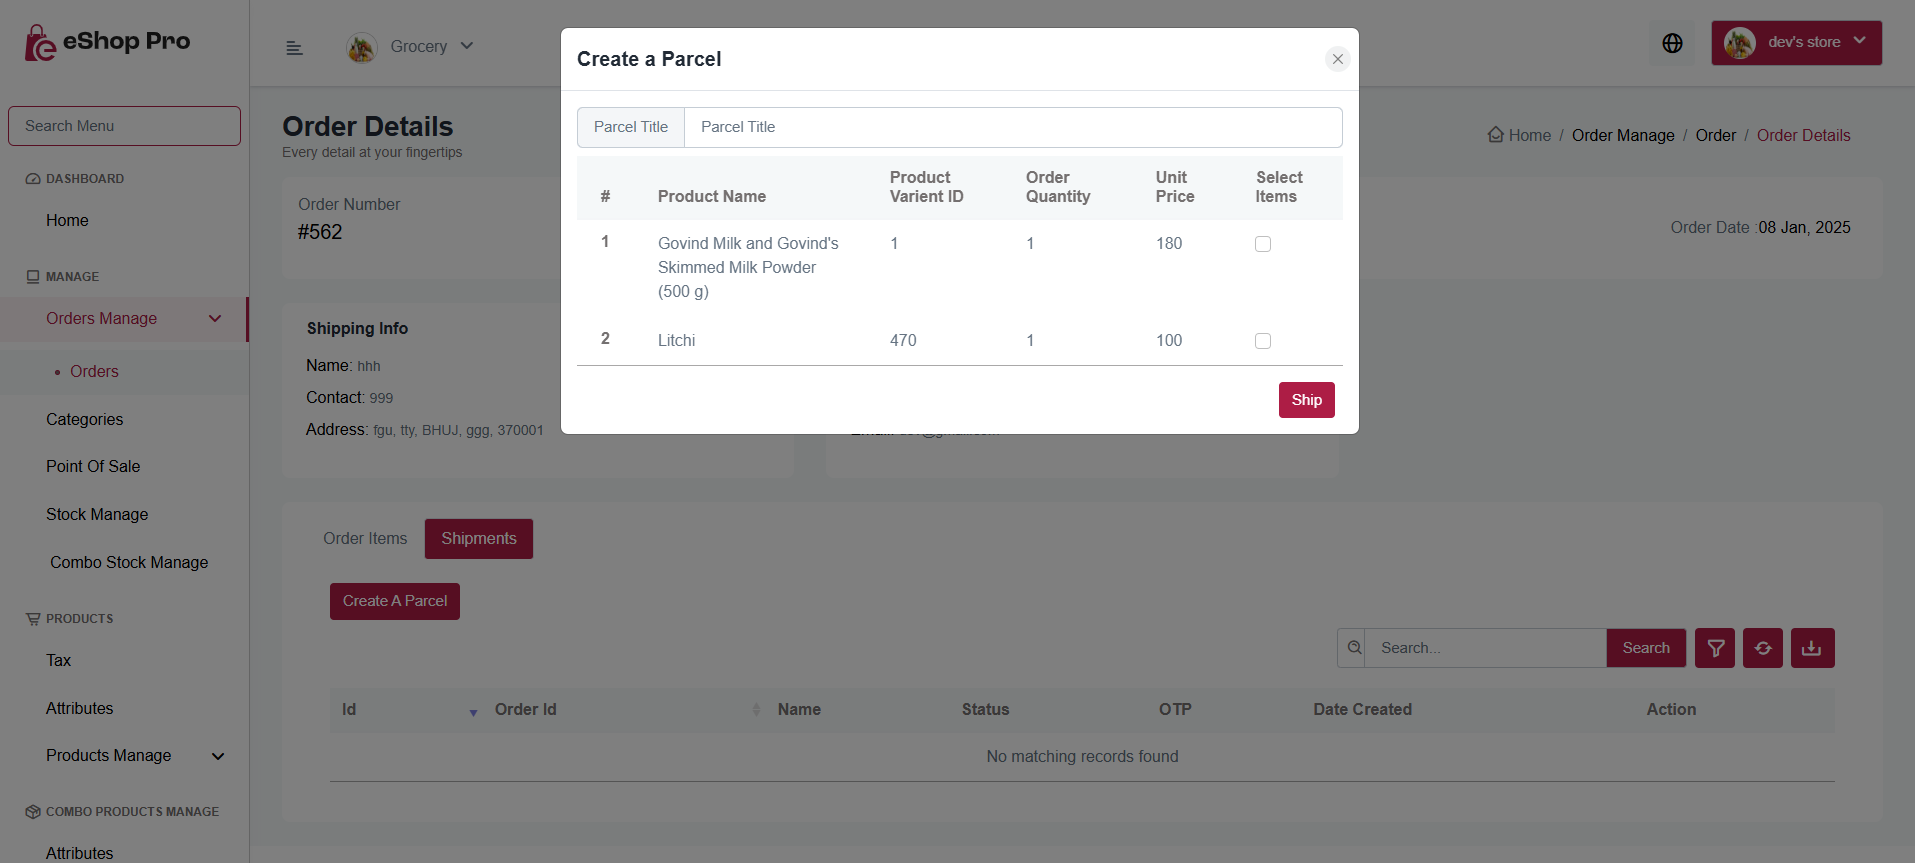 eShop Pro
Grocery
dev's store
Search Menu
DASHBOARD
Home
MANAGE
Orders Manage
Orders
Categories
Point Of Sale
Stock Manage
Combo Stock Manage
PRODUCTS
Tax
Attributes
Products Manage
COMBO PRODUCTS MANAGE
Attributes
Order Details
Every detail at your fingertips
Home / Order Manage / Order / Order Details
Order Number
#562
Order Date :08 Jan, 2025
Shipping Info
Name: hhh
Contact: 999
Address: fgu, tty, BHUJ, ggg, 370001
Create a Parcel
Parcel Title
Parcel Title
# Product Name Product Varient ID Order Quantity Unit Price Select Items
1 Govind Milk and Govind's Skimmed Milk Powder (500 g) 1 1 180
2 Litchi 470 1 100
Ship
Order Items
Shipments
Create A Parcel
Search...
Search
Id Order Id Name Status OTP Date Created Action
No matching records found